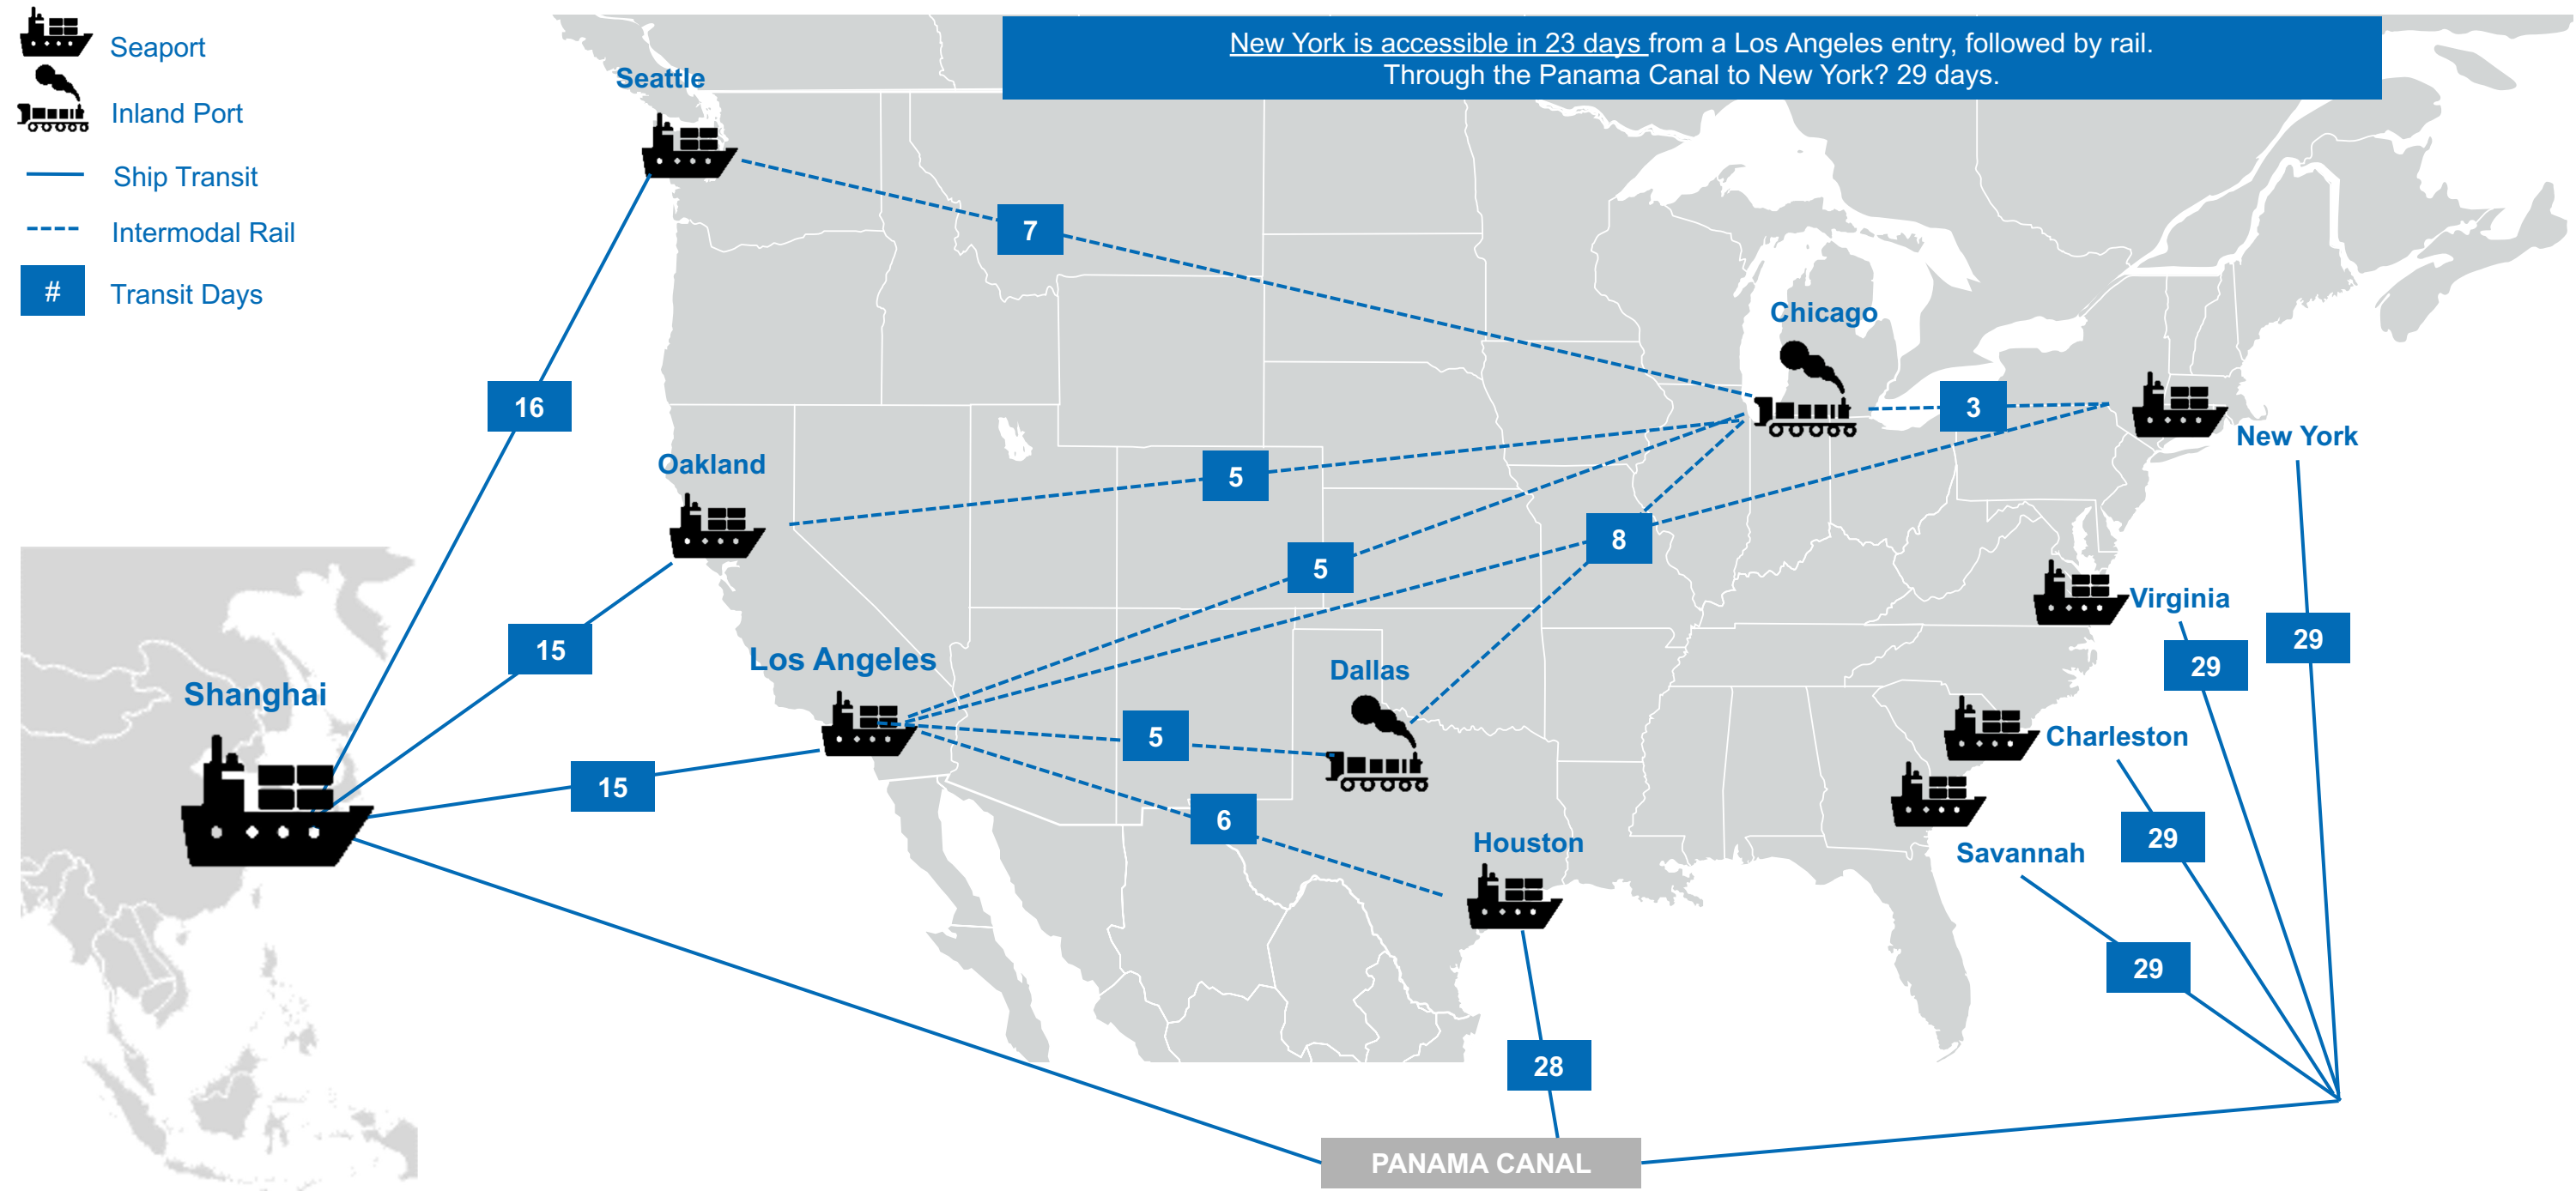 Seaport
Inland Port
Ship Transit
Intermodal Rail
# Transit Days
New York is accessible in 23 days from a Los Angeles entry, followed by rail.
Through the Panama Canal to New York? 29 days.
Seattle
7
Chicago
16
3
New York
Oakland
5
8
5
Virginia
29
15
29
Los Angeles
Dallas
Shanghai
5
Charleston
15
6
29
Houston
Savannah
29
28
PANAMA CANAL